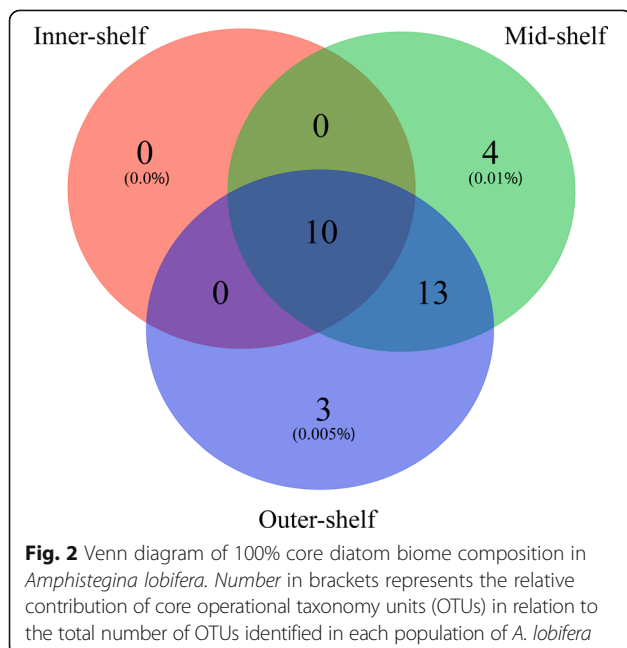 Inner-shelf
Mid-shelf
0
(0.0%)
0
4
(0.01%)
10
0
13
3
(0.005%)
Outer-shelf
Fig. 2 Venn diagram of 100% core diatom biome composition in
Amphistegina lobifera. Number in brackets represents the relative
contribution of core operational taxonomy units (OTUs) in relation to
the total number of OTUs identified in each population of A. lobifera